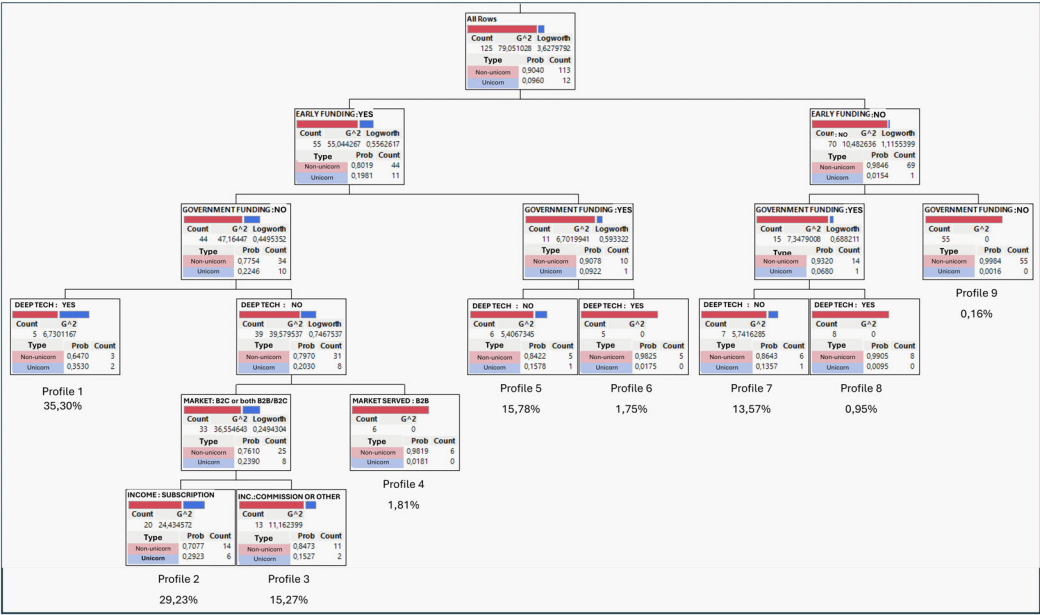 All Rows
Count G^2 Logworth
125 79,051028 3,6279792
Type Prob Count
Non-unicorn 0,9040 113
Unicorn 0,0960 12
EARLY FUNDING:YES
Count G^2 Logworth
55 55,044267 0,5562617
Type Prob Count
Non-unicorn 0,8019 44
Unicorn 0,1981 11
EARLY FUNDING:NO
Coun : NO G^2 Logworth
70 10,482636 1,1155399
Type Prob Count
Non-unicorn 0,9846 69
Unicorn 0,0154 1
GOVERNMENT FUNDING:NO
Count G^2 Logworth
44 47,16447 0,4495352
Type Prob Count
Non-unicorn 0,7754 34
Unicorn 0,2246 10
GOVERNMENT FUNDING:YES
Count G^2 Logworth
11 6,7019941 0,593322
Type Prob Count
Non-unicorn 0,9078 10
Unicorn 0,0922 1
GOVERNMENT FUNDING:YES
Count G^2 Logworth
15 7,3479008 0,688211
Type Prob Count
Non-unicorn 0,9320 14
Unicorn 0,0680 1
GOVERNMENT FUNDING:NO
Count G^2
55 0
Type Prob Count
Non-unicorn 0,9984 55
Unicorn 0,0016 0
Profile 9
0,16%
DEEP TECH : YES
Count G^2
5 6,7301167
Type Prob Count
Non-unicorn 0,6470 3
Unicorn 0,3530 2
Profile 1
35,30%
DEEP TECH : NO
Count G^2 Logworth
39 39,579537 0,7467537
Type Prob Count
Non-unicorn 0,7970 31
Unicorn 0,2030 8
DEEP TECH : NO
Count G^2
6 5,4067345
Type Prob Count
Non-unicorn 0,8422 5
Unicorn 0,1578 1
Profile 5
15,78%
DEEP TECH : YES
Count G^2
5 0
Type Prob Count
Non-unicorn 0,9825 5
Unicorn 0,0175 0
Profile 6
1,75%
DEEP TECH : NO
Count G^2
7 5,7416285
Type Prob Count
Non-unicorn 0,8643 6
Unicorn 0,1357 1
Profile 7
13,57%
DEEP TECH : YES
Count G^2
8 0
Type Prob Count
Non-unicorn 0,9905 8
Unicorn 0,0095 0
Profile 8
0,95%
MARKET: B2C or both B2B/B2C
Count G^2 Logworth
33 36,554643 0,2494304
Type Prob Count
Non-unicorn 0,7610 25
Unicorn 0,2390 8
MARKET SERVED : B2B
Count G^2
6 0
Type Prob Count
Non-unicorn 0,9819 6
Unicorn 0,0181 0
Profile 4
1,81%
INCOME : SUBSCRIPTION
Count G^2
20 24,434572
Type Prob Count
Non-unicorn 0,7077 14
Unicorn 0,2923 6
Profile 2
29,23%
INC.:COMMISSION OR OTHER
Count G^2
13 11,162399
Type Prob Count
Non-unicorn 0,8473 11
Unicorn 0,1527 2
Profile 3
15,27%